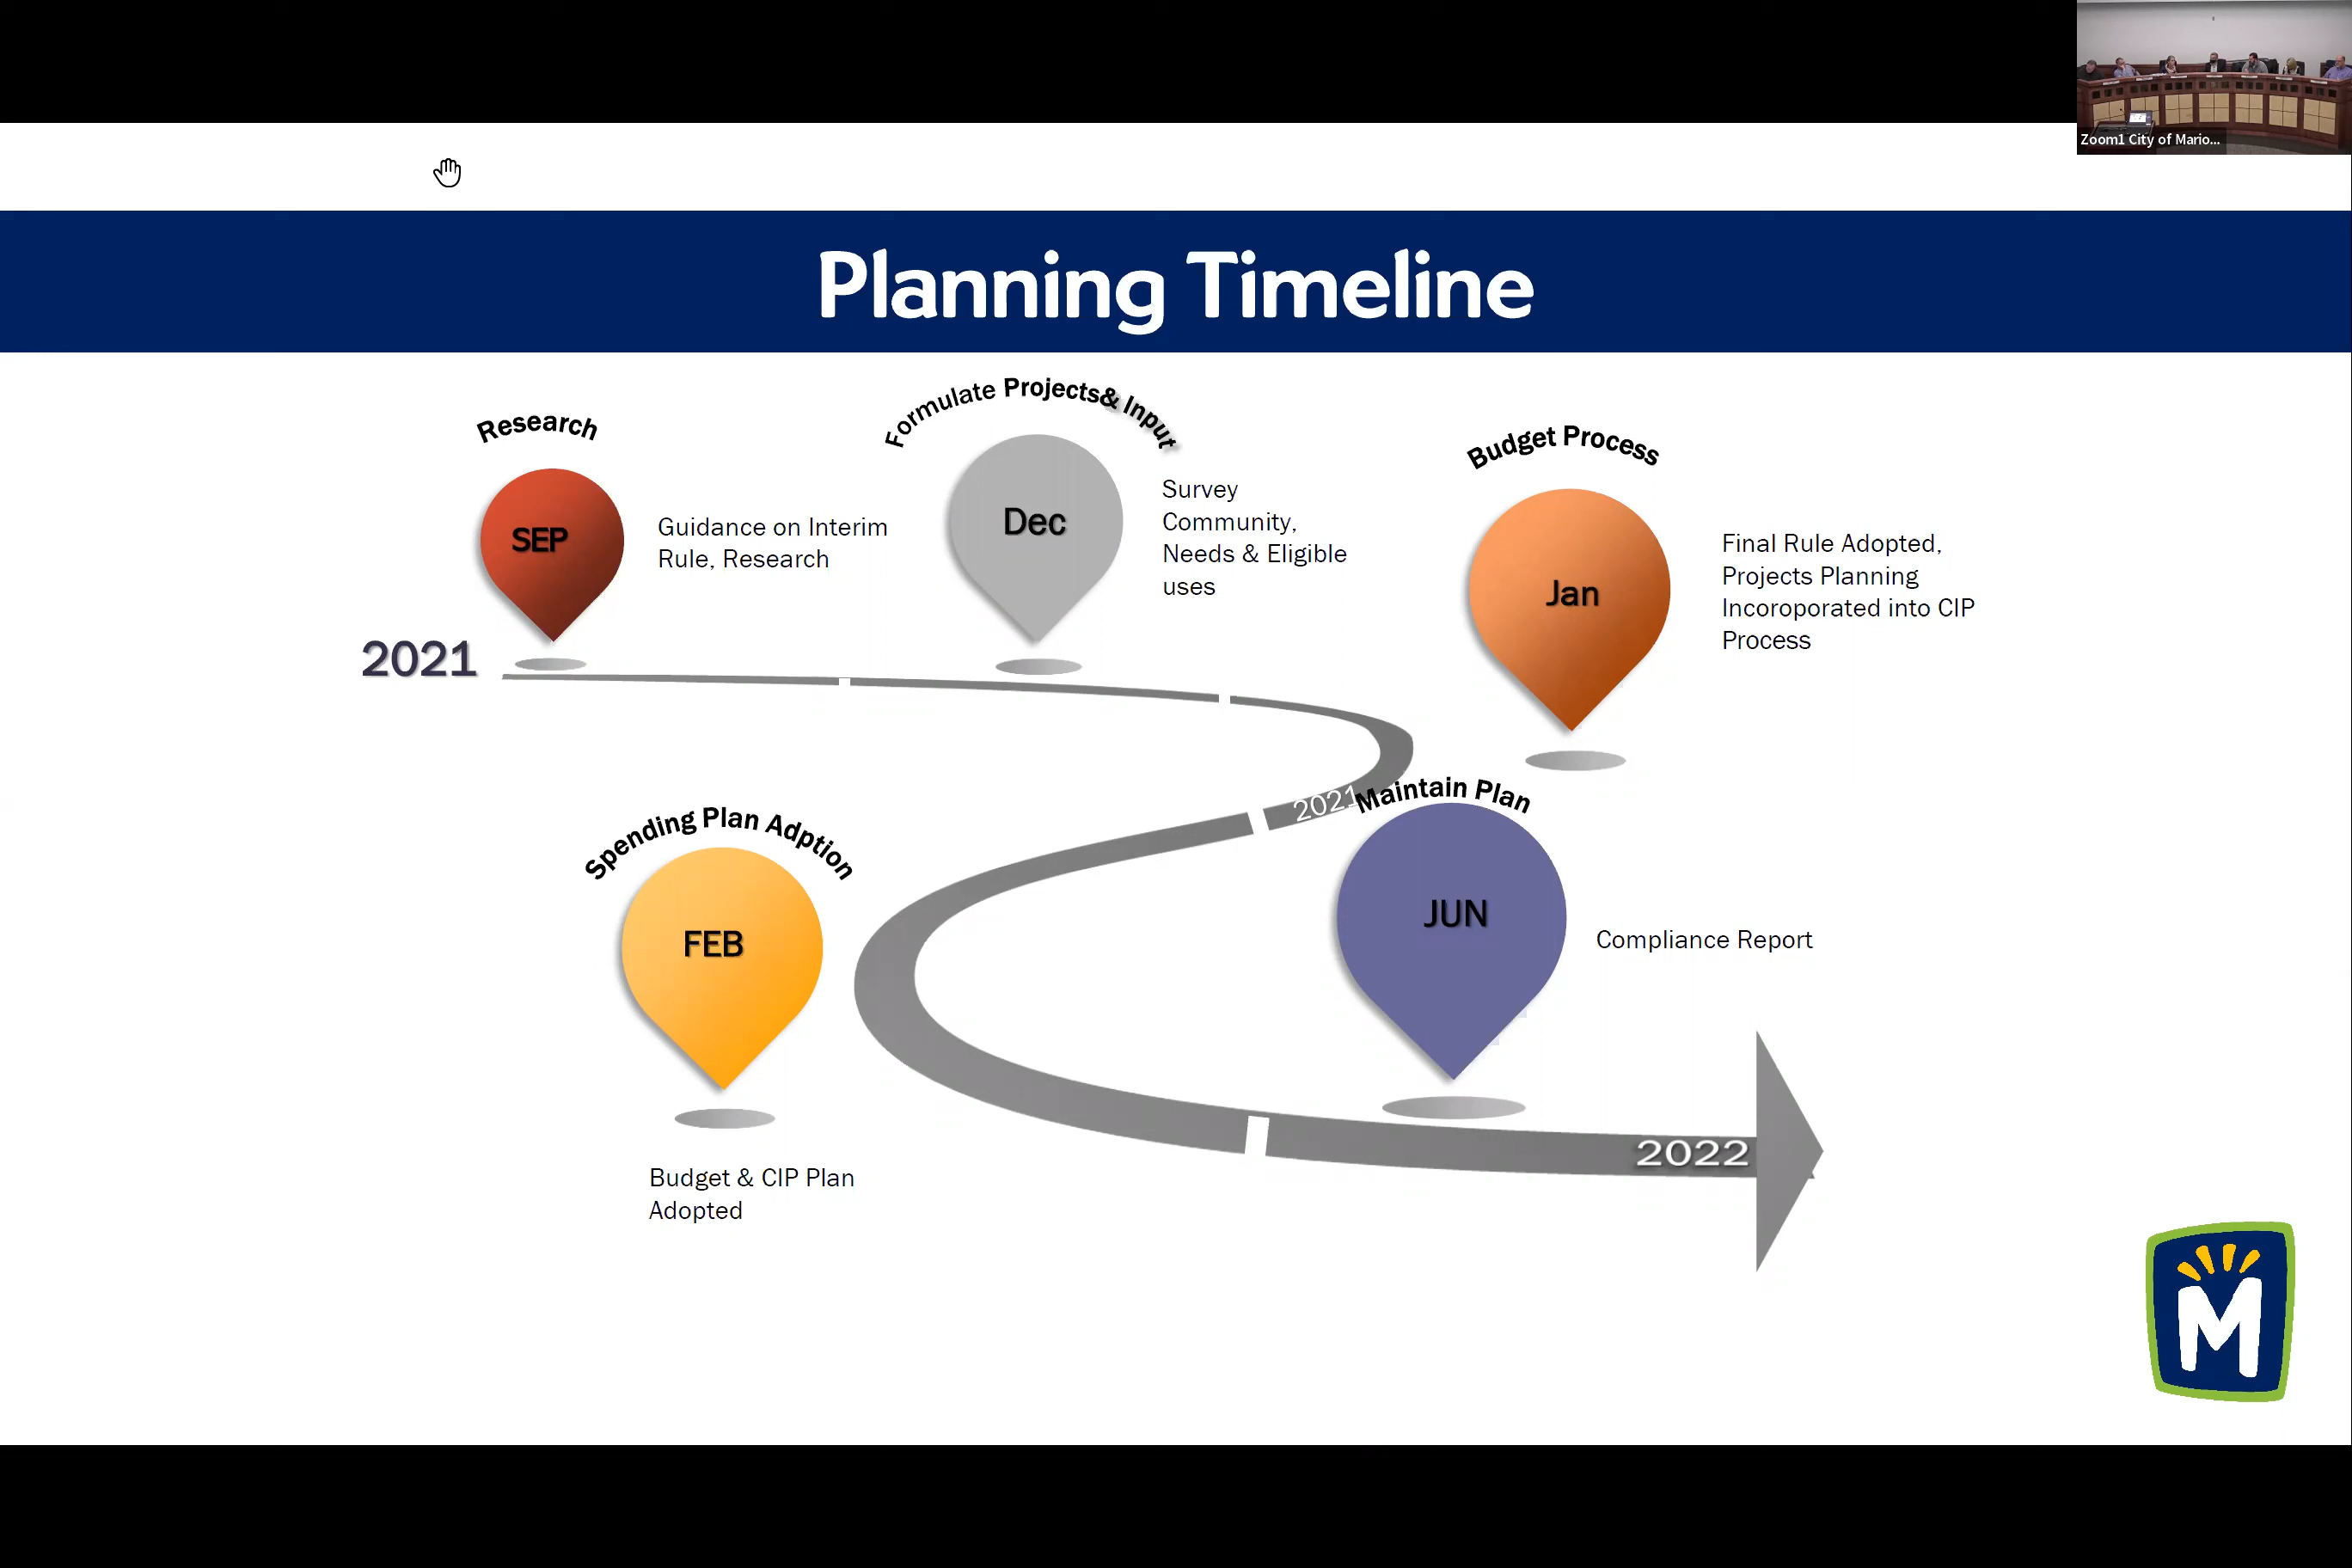 Zoom1 City of Mario...
Planning Timeline
Research
SEP
Guidance on Interim
Rule, Research
Formulate Projects& Input
Dec
Survey
Community,
Needs & Eligible
uses
Budget Process
Jan
Final Rule Adopted,
Projects Planning
Incoroporated into CIP
Process
2021
2021
Spending Plan Adption
FEB
Budget & CIP Plan
Adopted
Maintain Plan
JUN
Compliance Report
2022
M